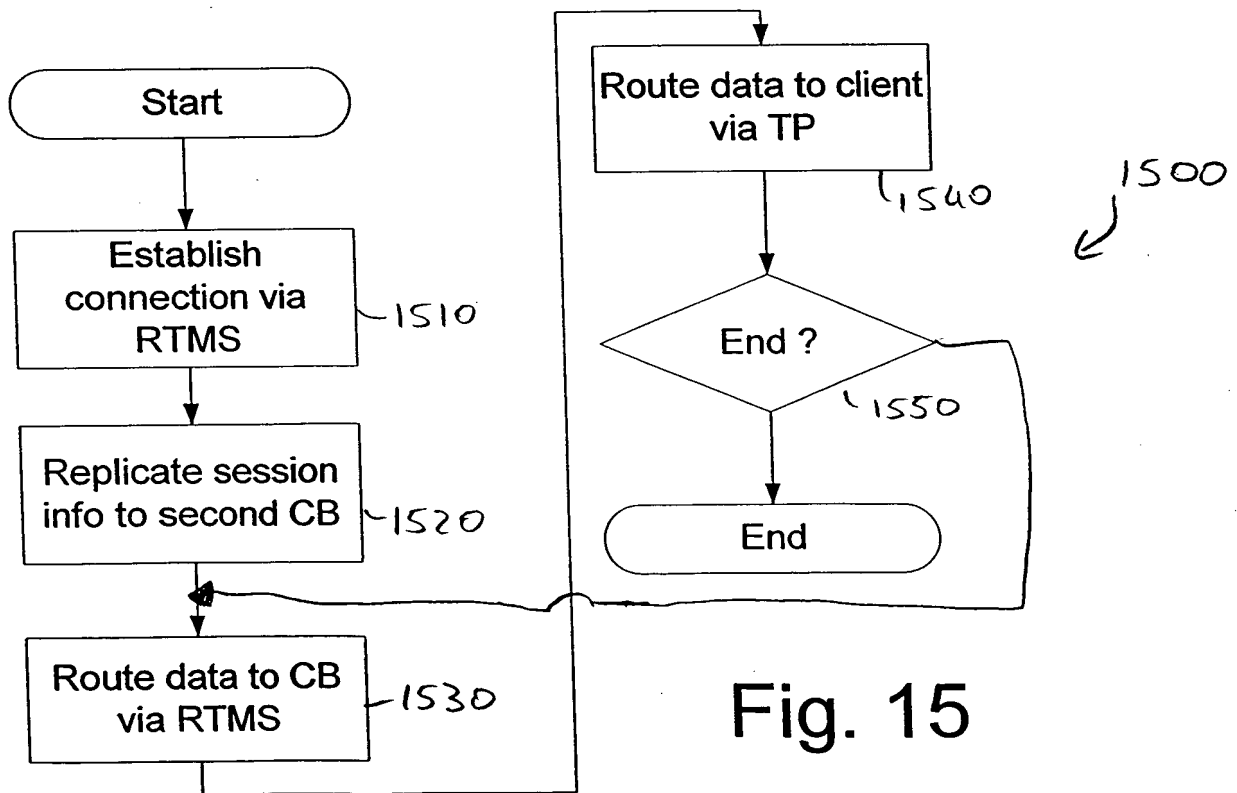 Start
Establish
connection via
RTMS
1510
Replicate session
info to second CB
1520
Route data to CB
via RTMS
1530
Route data to client
via TP
1540
End ?
1550
End
1500
Fig. 15